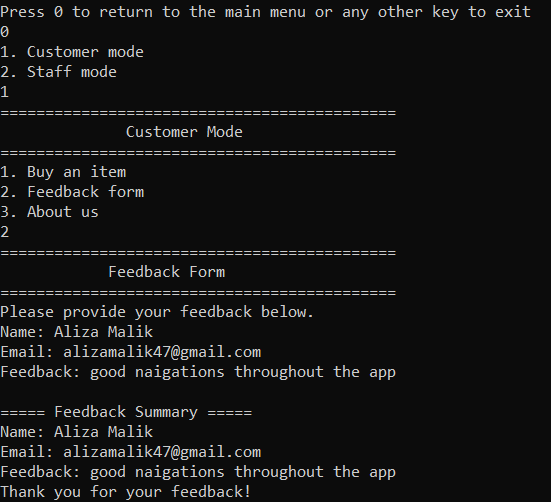 Press 0 to return to the main menu or any other key to exit
0
1. Customer mode
2. Staff mode
1
============================================
Customer Mode
============================================
1. Buy an item
2. Feedback form
3. About us
2
============================================
Feedback Form
============================================
Please provide your feedback below.
Name: Aliza Malik
Email: alizamalik47@gmail.com
Feedback: good naigations throughout the app
===== Feedback Summary =====
Name: Aliza Malik
Email: alizamalik47@gmail.com
Feedback: good naigations throughout the app
Thank you for your feedback!